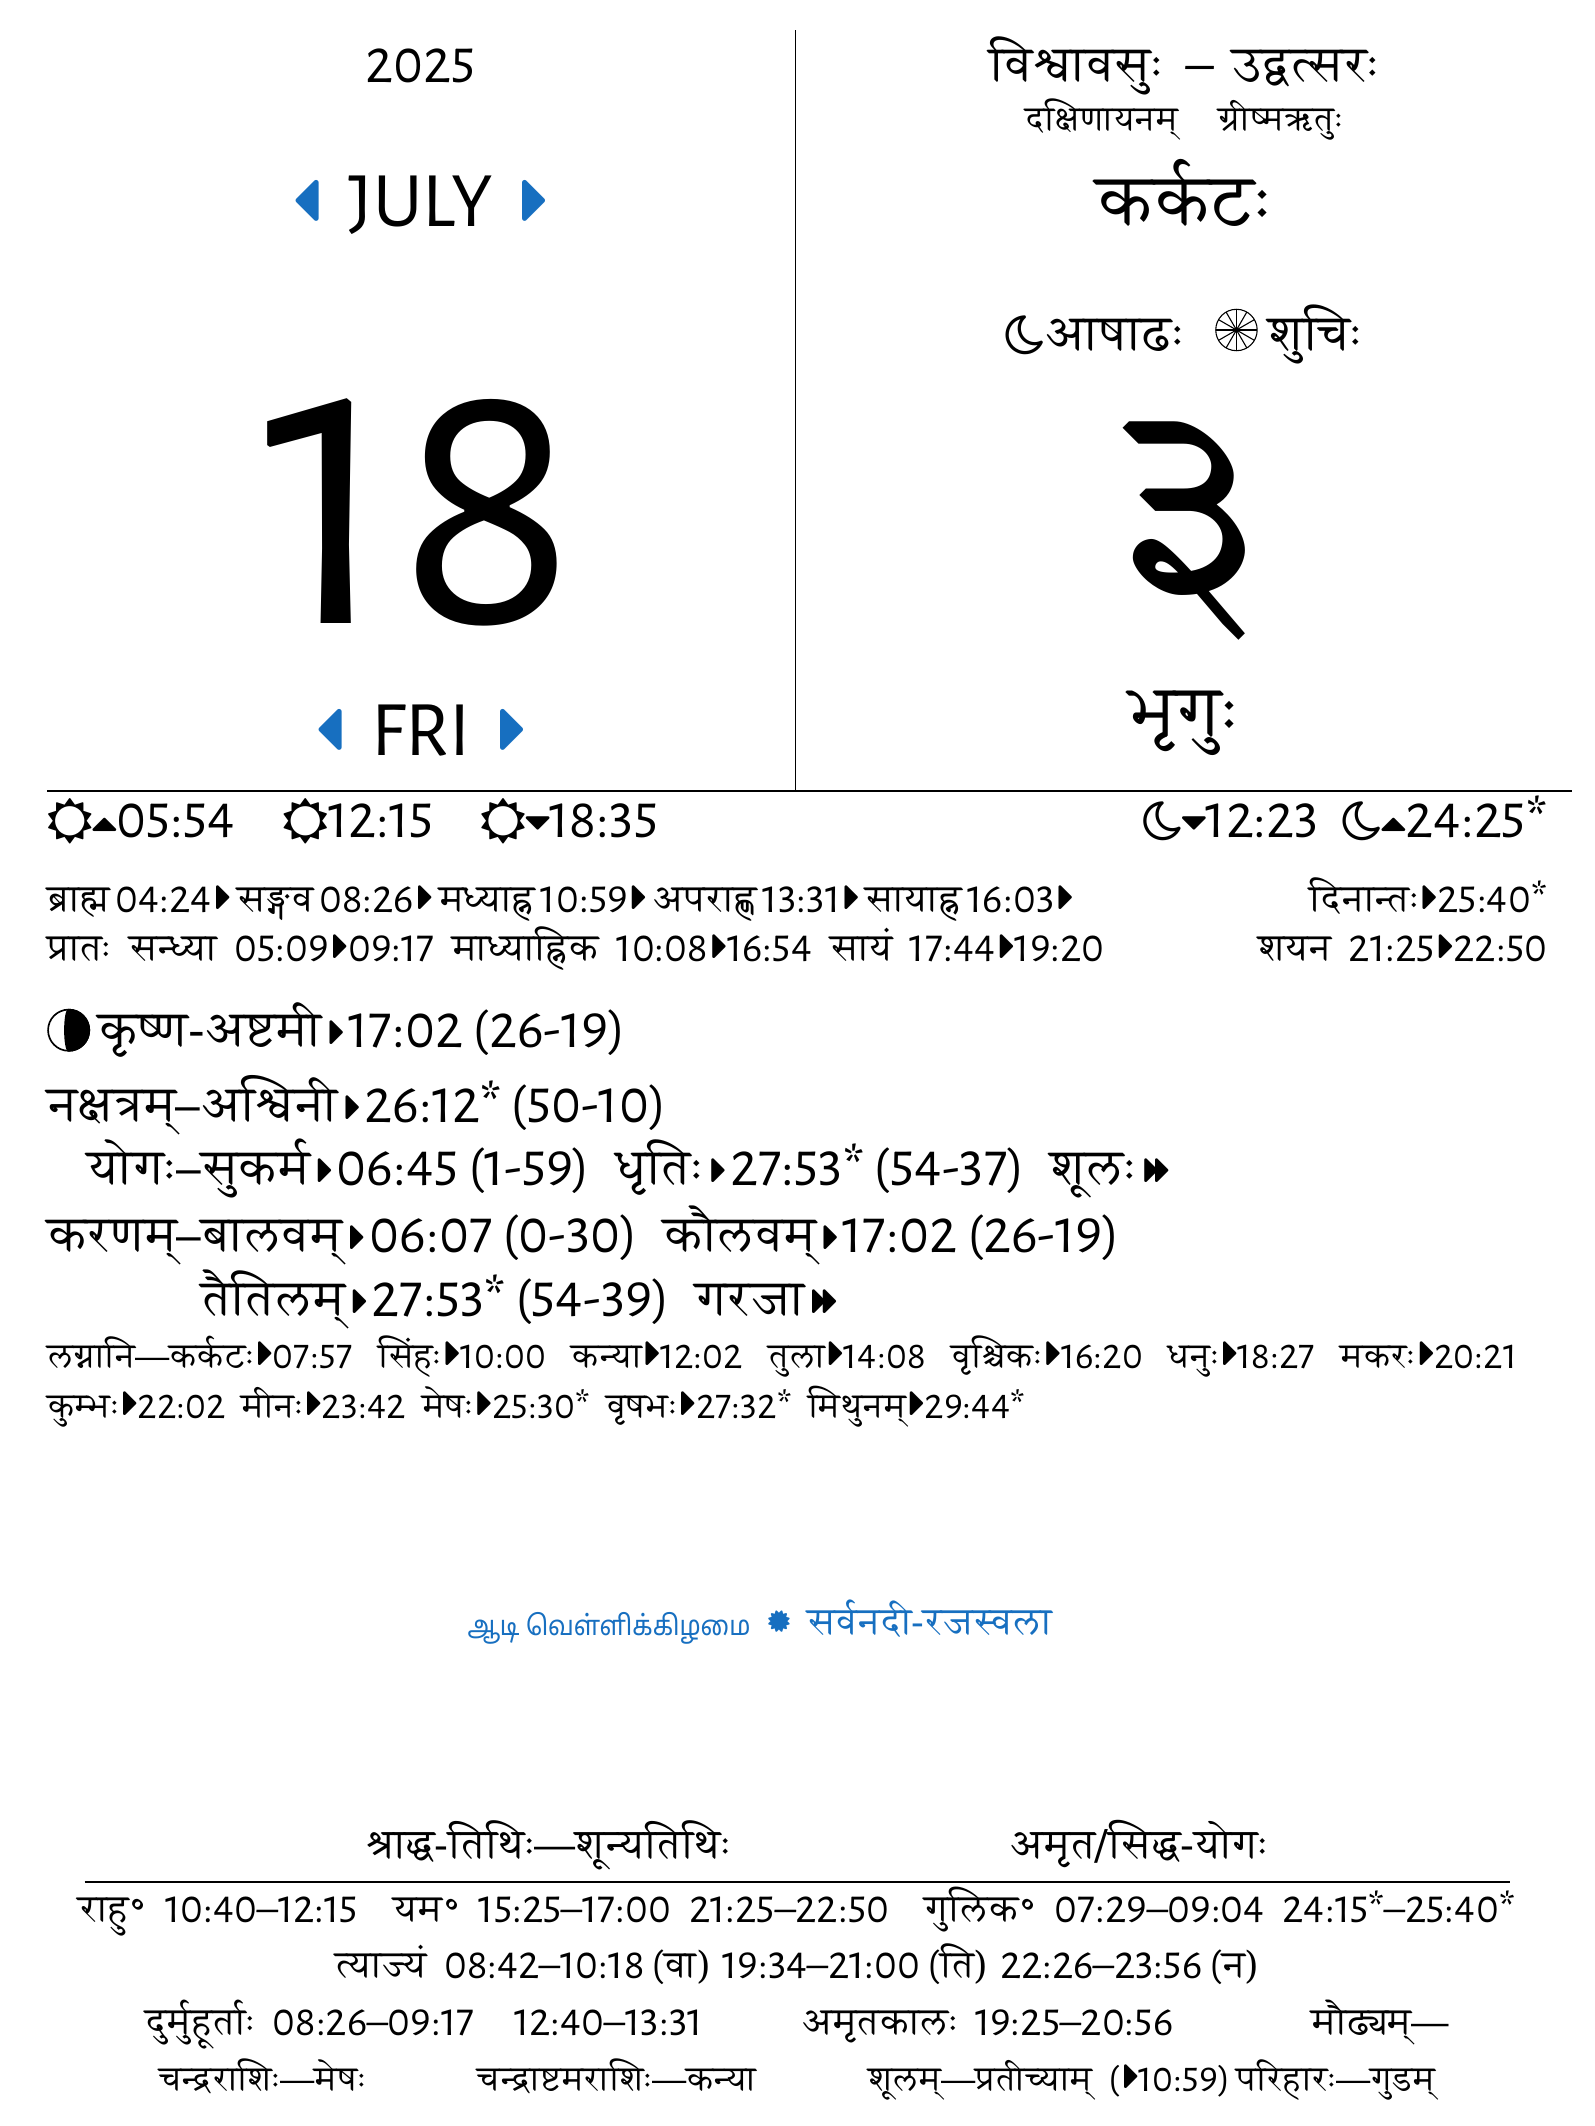 2025
JULY
18
FRI
विश्वावसुः – उद्वत्सरः
दक्षिणायनम् ग्रीष्मऋतुः
कर्कटः
आषाढः शुचिः
३
भृगुः
05:54 12:15 18:35 12:23 24:25*
ब्राह्म 04:24 सङ्गव 08:26 मध्याह्न 10:59 अपराह्ण 13:31 सायाह्न 16:03 दिनान्तः 25:40*
प्रातः सन्ध्या 05:09 09:17 माध्याह्निक 10:08 16:54 सायं 17:44 19:20 शयन 21:25 22:50
कृष्ण-अष्टमी 17:02 (26-19)
नक्षत्रम्–अश्विनी 26:12* (50-10)
योगः–सुकर्म 06:45 (1-59) धृतिः 27:53* (54-37) शूलः
करणम्–बालवम् 06:07 (0-30) कौलवम् 17:02 (26-19)
तैतिलम् 27:53* (54-39) गरजा
लग्नानि—कर्कटः 07:57 सिंहः 10:00 कन्या 12:02 तुला 14:08 वृश्चिकः 16:20 धनुः 18:27 मकरः 20:21
कुम्भः 22:02 मीनः 23:42 मेषः 25:30* वृषभः 27:32* मिथुनम् 29:44*
ஆடி வெள்ளிக்கிழமை सर्वनदी-रजस्वला
श्राद्ध-तिथिः—शून्यतिथिः अमृत/सिद्ध-योगः
राहु° 10:40–12:15 यम° 15:25–17:00 21:25–22:50 गुलिक° 07:29–09:04 24:15*–25:40*
त्याज्यं 08:42–10:18 (वा) 19:34–21:00 (ति) 22:26–23:56 (न)
दुर्मुहूर्ताः 08:26–09:17 12:40–13:31 अमृतकालः 19:25–20:56 मौढ्यम्—
चन्द्रराशिः—मेषः चन्द्राष्टमराशिः—कन्या शूलम्—प्रतीच्याम् (10:59) परिहारः—गुडम्